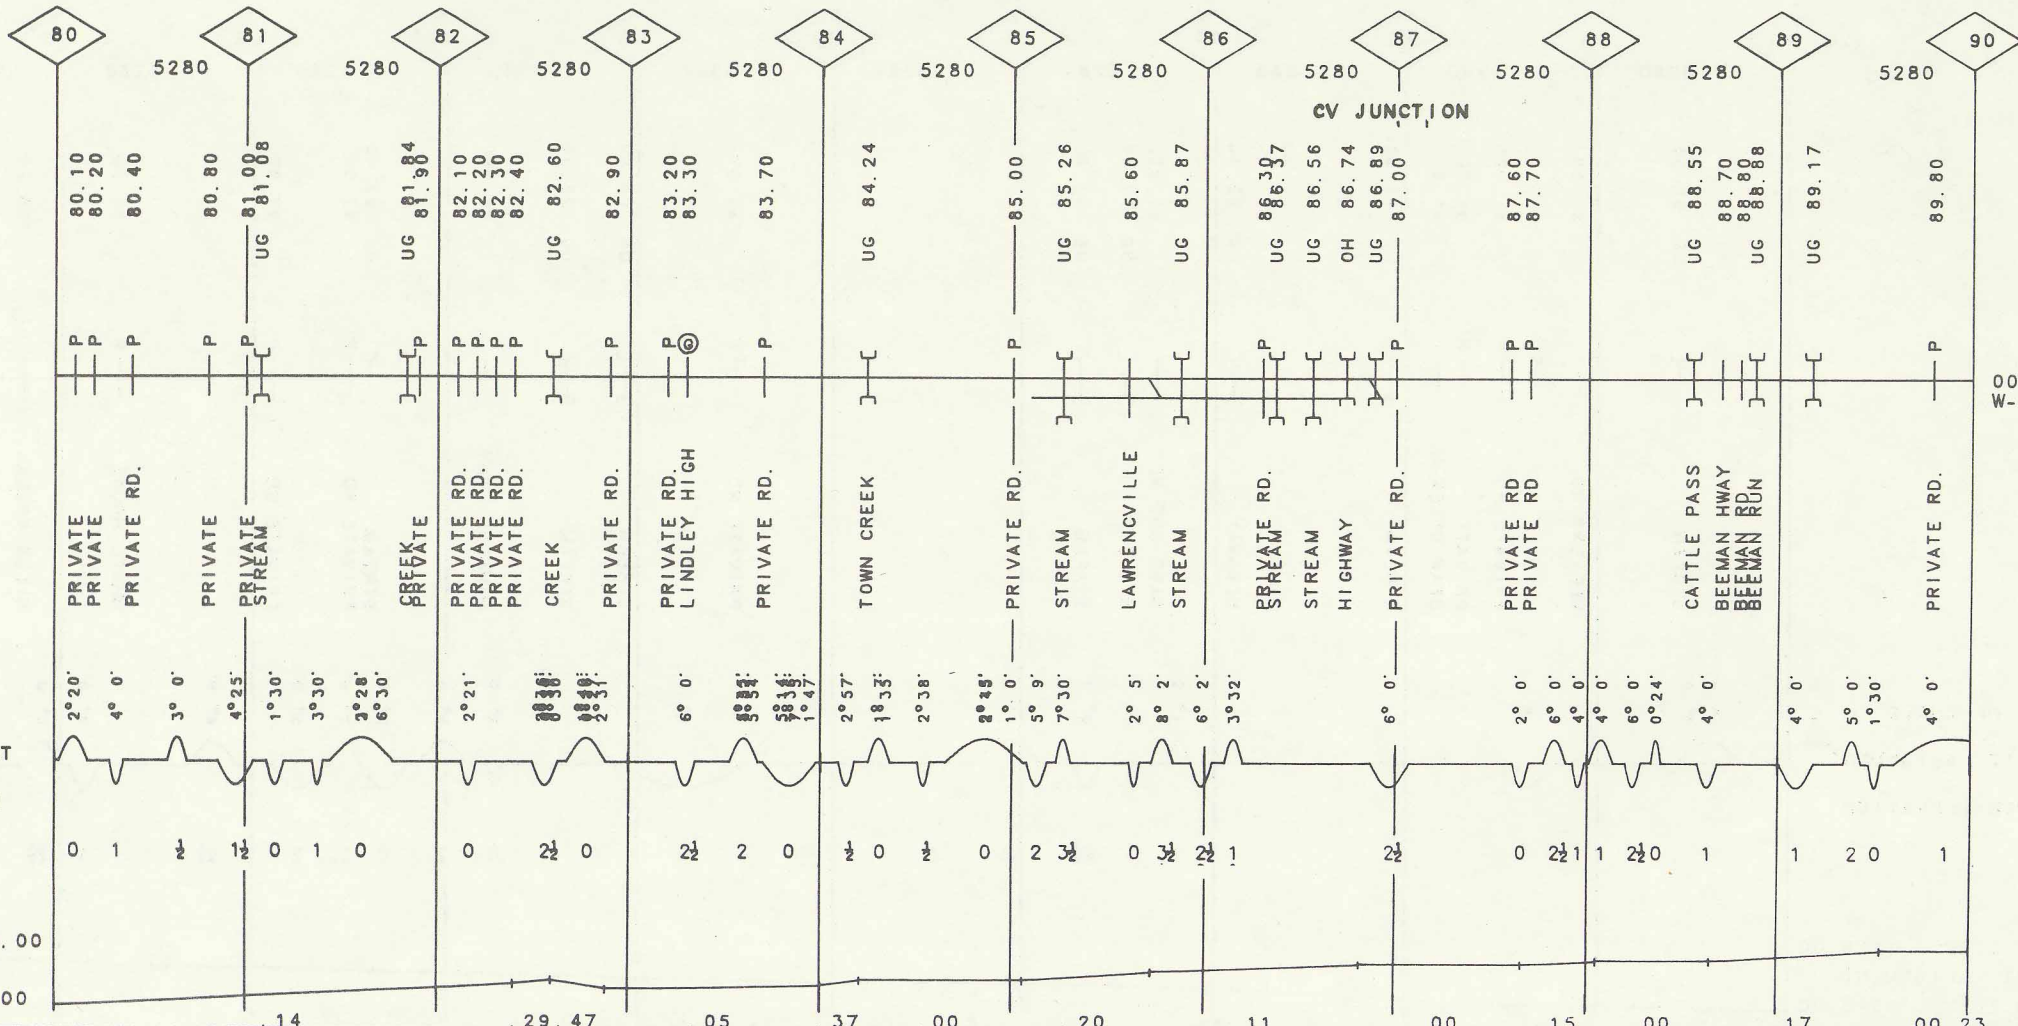 80 81 82 83 84 85 86 87 88 89 90
5280 5280 5280 5280 5280 5280 5280 5280 5280 5280
CV JUNCTION
80.10
80.20
80.40
80.80
81.00
UG 81.08
UG 81.84
81.90
82.10
82.20
82.30
82.40
UG 82.60
82.90
83.20
83.30
83.70
UG 84.24
85.00
UG 85.26
85.60
UG 85.87
86.30
UG 86.37
UG 86.56
OH 86.74
UG 86.89
87.00
87.60
87.70
UG 88.55
88.70
88.80
UG 88.88
UG 89.17
89.80
P P P P P P P P P P P P G P P P P P P P
00
W-
PRIVATE
PRIVATE
PRIVATE RD.
PRIVATE
PRIVATE
STREAM
CREEK
PRIVATE
PRIVATE RD.
PRIVATE RD.
PRIVATE RD.
PRIVATE RD.
CREEK
PRIVATE RD.
PRIVATE RD.
LINDLEY HIGH
PRIVATE RD.
TOWN CREEK
PRIVATE RD.
STREAM
LAWRENCVILLE
STREAM
PRIVATE RD.
STREAM
STREAM
HIGHWAY
PRIVATE RD.
PRIVATE RD
PRIVATE RD
CATTLE PASS
BEEMAN HWAY
BEEMAN RD
BEEMAN RUN
PRIVATE RD.
2°20'
4° 0'
3° 0'
4°25'
1°30'
3°30'
6°30'
2°21'
2°31'
6° 0'
5°54'
1°47'
2°57'
2°38'
1° 0'
5° 9'
7°30'
2° 5'
8° 2'
6° 2'
3°32'
6° 0'
2° 0'
6° 0'
4° 0'
4° 0'
6° 0'
0°24'
4° 0'
4° 0'
5° 0'
1°30'
4° 0'
T
0 1 ½ 1½ 0 1 0 0 2½ 0 2½ 2 0 ½ 0 ½ 0 2 3½ 0 3½ 2½ 1 2½ 0 2½ 1 1 2½ 0 1 1 2 0 1
.00
00
.14 .29 .47 .05 .37 .00 .20 .11 .00 .15 .00 .17 .00 .23